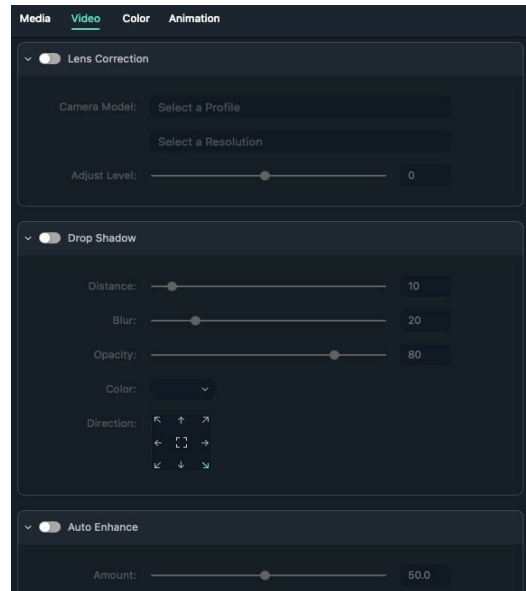 Media Video Color Animation
Lens Correction
Camera Model: Select a Profile
Select a Resolution
Adjust Level: 0
Drop Shadow
Distance: 10
Blur: 20
Opacity: 80
Color:
Direction:
Auto Enhance
Amount: 50.0